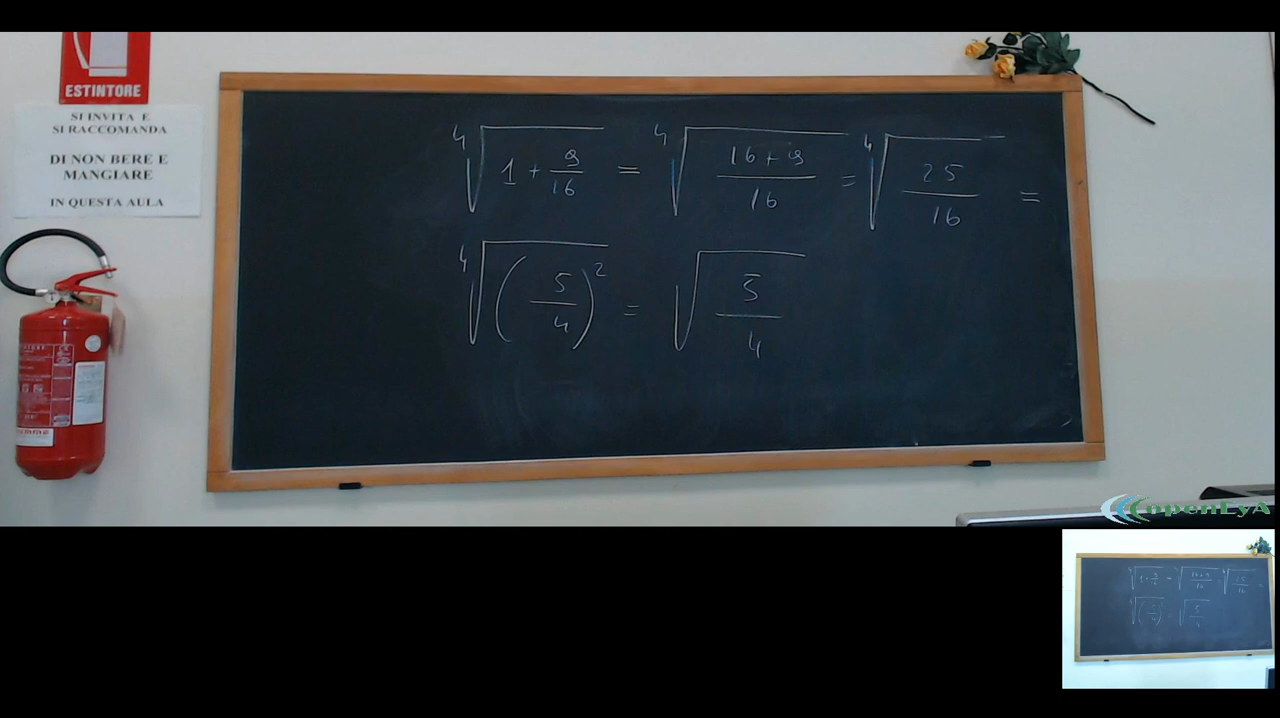 ESTINTORE
SI INVITA E
SI RACCOMANDA
DI NON BERE E
MANGIARE
IN QUESTA AULA
⁴√(1 + 9/16) = ⁴√((16+9)/16) = ⁴√(25/16) =
⁴√((5/4)²) = √(5/4)
openEyA